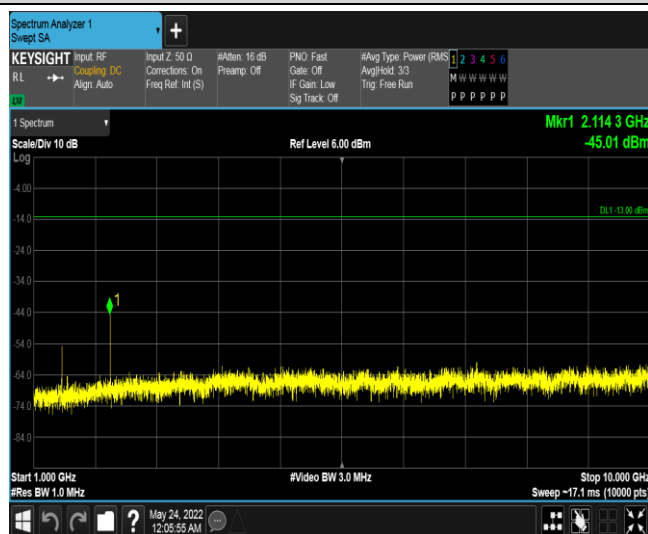 Spectrum Analyzer 1
Swept SA
+
KEYSIGHT Input: RF Input Z: 50 Ω #Atten: 16 dB PNO: Fast #Avg Type: Power (RMS 1 2 3 4 5 6
RL Coupling: DC Corrections: On Preamp: Off Gate: Off Avg|Hold: 3/3 M W W W W W
Align: Auto Freq Ref: Int (S) IF Gain: Low Trig: Free Run
Sig Track: Off P P P P P P
LXI
1 Spectrum
Mkr1 2.114 3 GHz
Scale/Div 10 dB Ref Level 6.00 dBm -45.01 dBm
Log
-4.00
DL1 -13.00 dBm
-14.0
-24.0
-34.0
1
-44.0
-54.0
-64.0
-74.0
-84.0
Start 1.000 GHz #Video BW 3.0 MHz Stop 10.000 GHz
#Res BW 1.0 MHz Sweep ~17.1 ms (10000 pts)
? May 24, 2022
12:05:55 AM